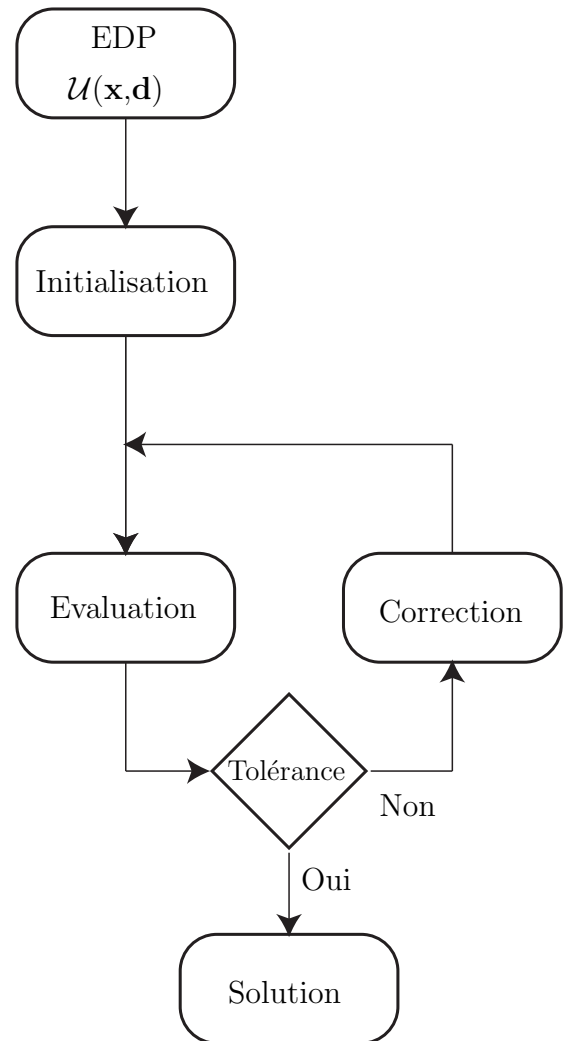 EDP
𝒰(x,d)
Initialisation
Evaluation
Correction
Tolérance
Non
Oui
Solution